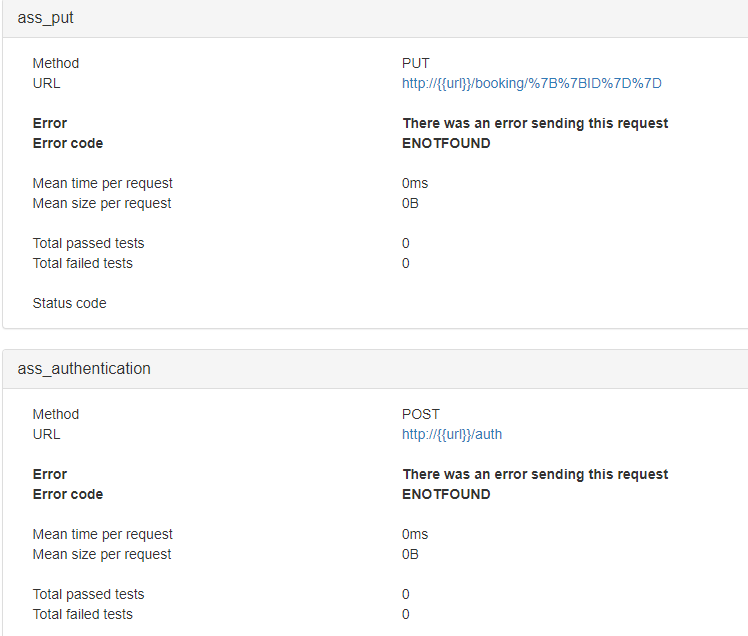 ass_put
Method PUT
URL http://{{url}}/booking/%7B%7BID%7D%7D
Error There was an error sending this request
Error code ENOTFOUND
Mean time per request 0ms
Mean size per request 0B
Total passed tests 0
Total failed tests 0
Status code
ass_authentication
Method POST
URL http://{{url}}/auth
Error There was an error sending this request
Error code ENOTFOUND
Mean time per request 0ms
Mean size per request 0B
Total passed tests 0
Total failed tests 0